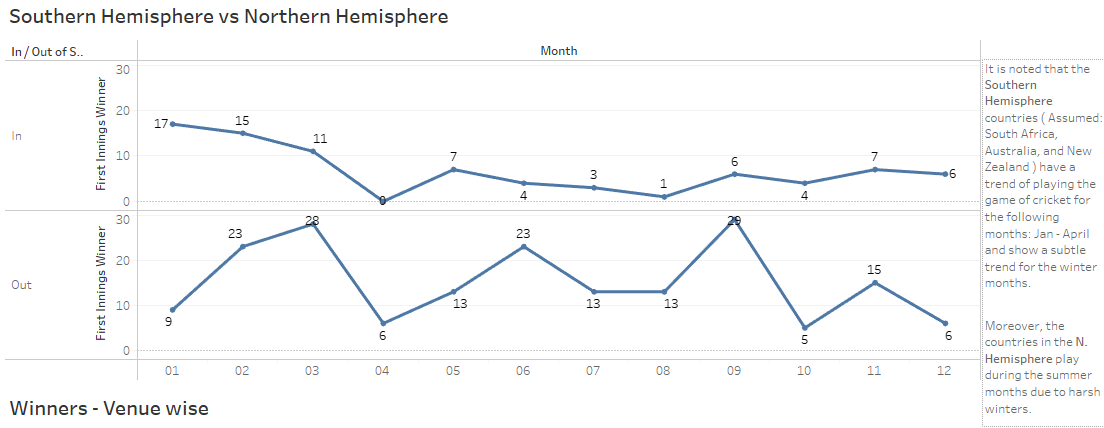 Southern Hemisphere vs Northern Hemisphere
In / Out of S..
Month
In
First Innings Winner
30
20
10
0
17
15
11
0
7
4
3
1
6
4
7
6
Out
First Innings Winner
30
20
10
0
9
23
28
6
13
23
13
13
29
5
15
6
01 02 03 04 05 06 07 08 09 10 11 12
It is noted that the
Southern
Hemisphere
countries ( Assumed:
South Africa,
Australia, and New
Zealand ) have a
trend of playing the
game of cricket for
the following
months: Jan - April
and show a subtle
trend for the winter
months.
Moreover, the
countries in the N.
Hemisphere play
during the summer
months due to harsh
winters.
Winners - Venue wise